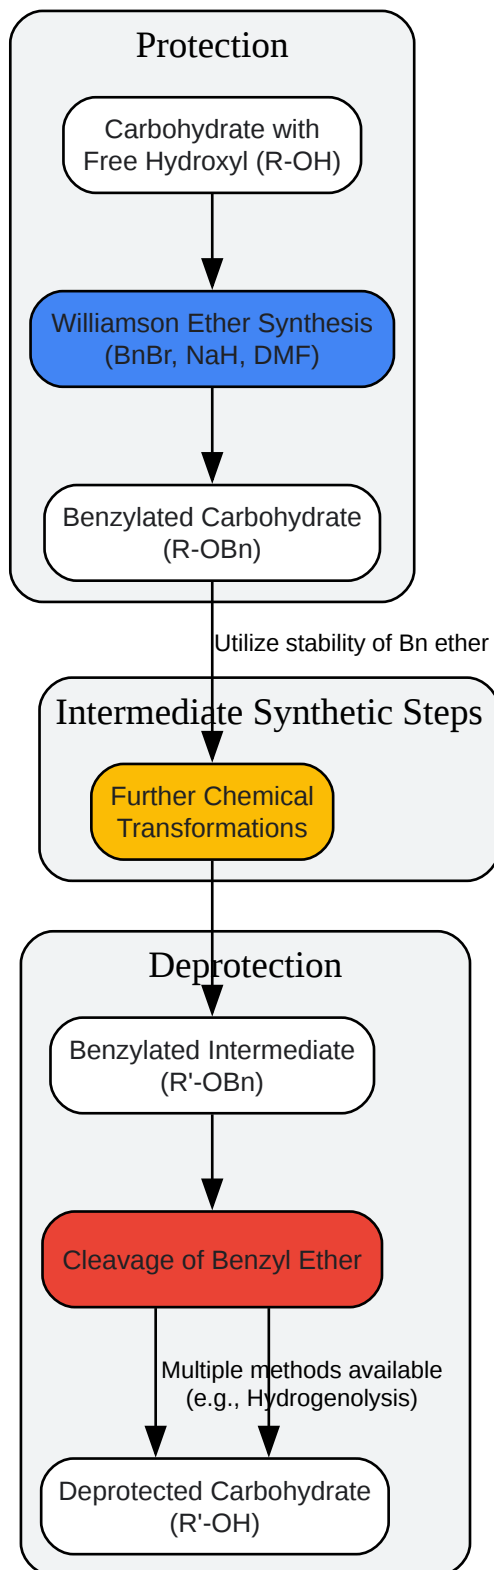 Protection
Carbohydrate with
Free Hydroxyl (R-OH)
Williamson Ether Synthesis
(BnBr, NaH, DMF)
Benzylated Carbohydrate
(R-OBn)
Utilize stability of Bn ether
Intermediate Synthetic Steps
Further Chemical
Transformations
Deprotection
Benzylated Intermediate
(R'-OBn)
Cleavage of Benzyl Ether
Multiple methods available
(e.g., Hydrogenolysis)
Deprotected Carbohydrate
(R'-OH)